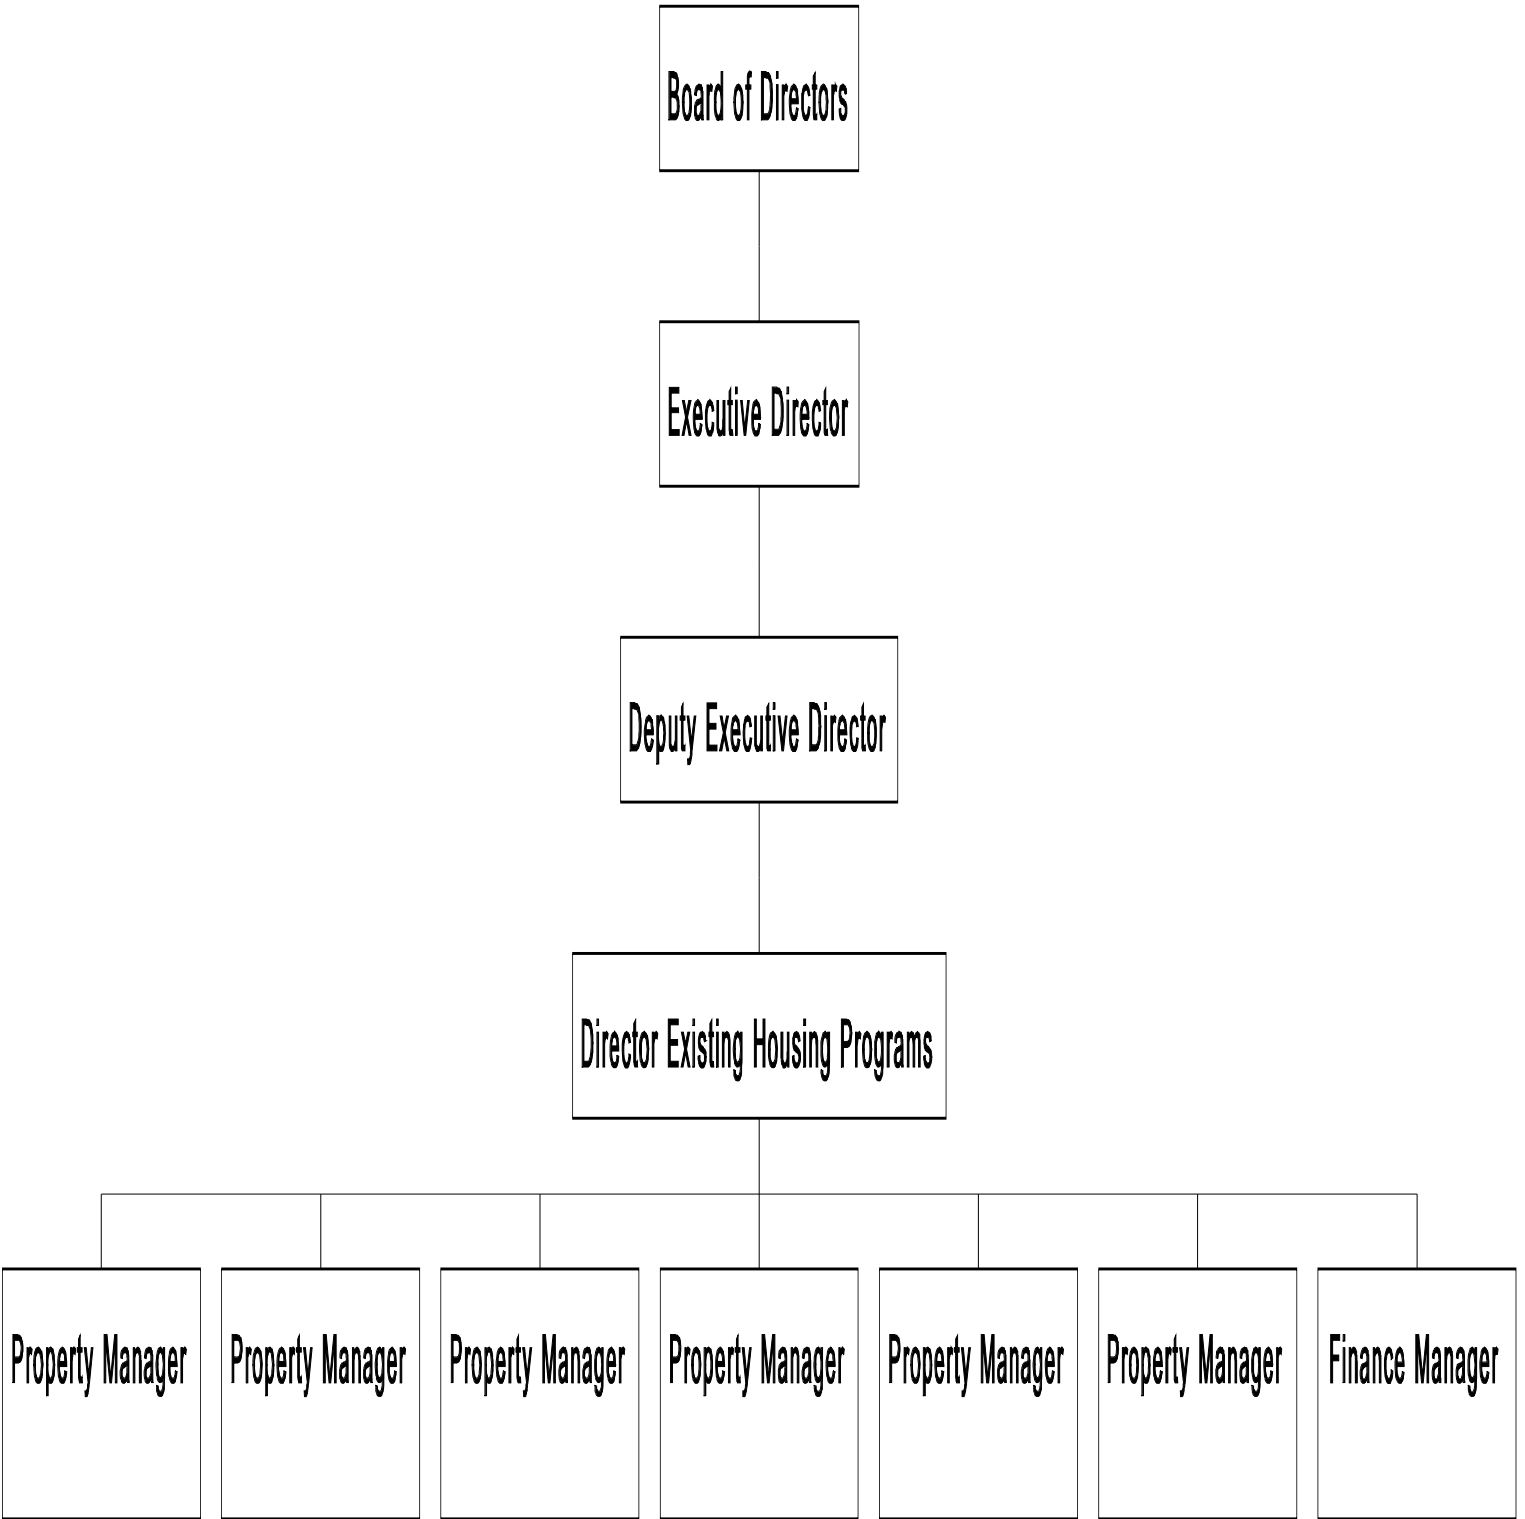 Board of Directors
Executive Director
Deputy Executive Director
Director Existing Housing Programs
Property Manager
Property Manager
Property Manager
Property Manager
Property Manager
Property Manager
Finance Manager